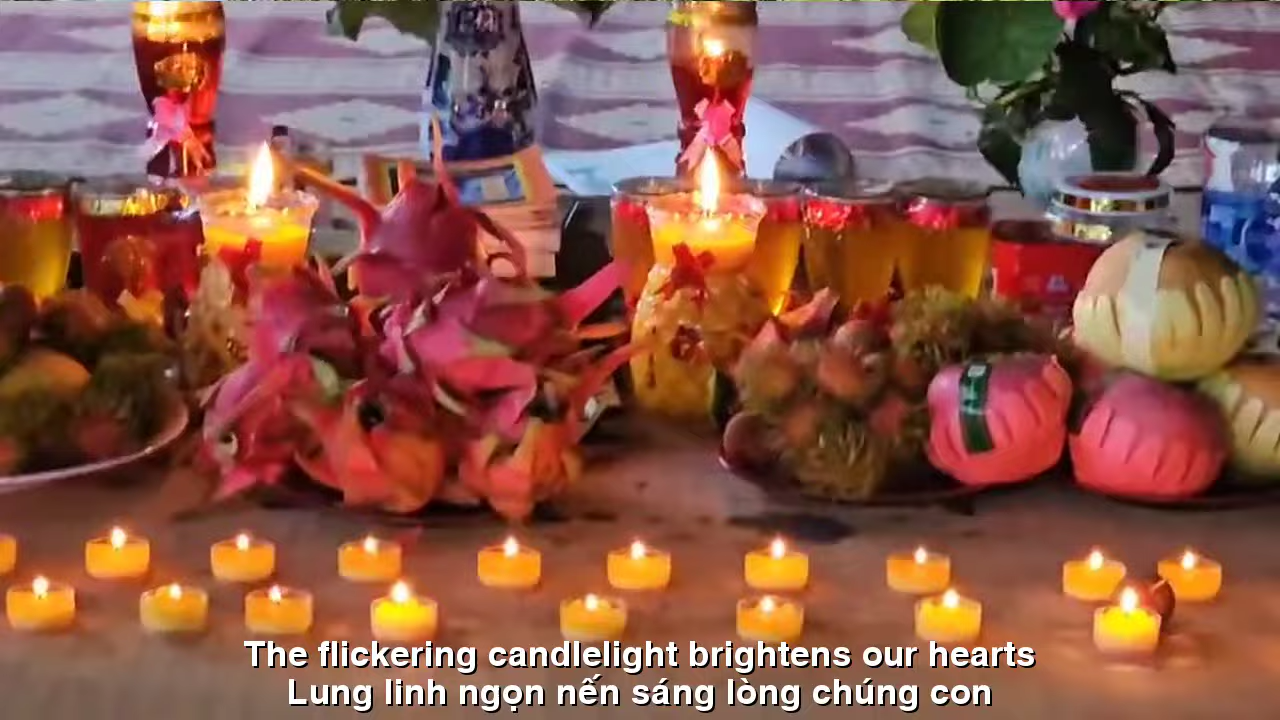 The flickering candlelight brightens our hearts
Lung linh ngọn nến sáng lòng chúng con